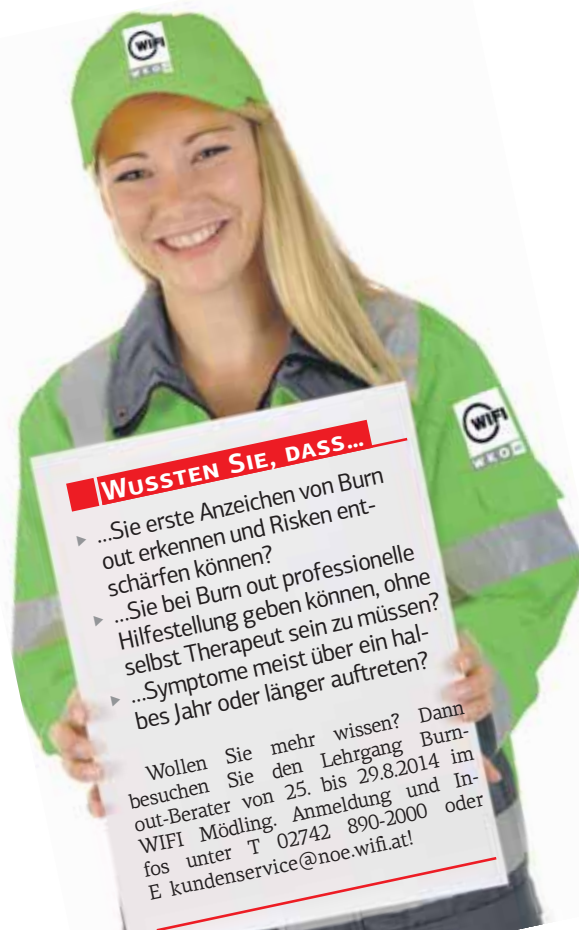 WIFI
WKO
WIFI
WKO
WUSSTEN SIE, DASS...
...Sie erste Anzeichen von Burn
out erkennen und Risken ent-
schärfen können?
...Sie bei Burn out professionelle
Hilfestellung geben können, ohne
selbst Therapeut sein zu müssen?
...Symptome meist über ein hal-
bes Jahr oder länger auftreten?
Wollen Sie mehr wissen? Dann
besuchen Sie den Lehrgang Burn-
out-Berater von 25. bis 29.8.2014 im
WIFI Mödling. Anmeldung und In-
fos unter T 02742 890-2000 oder
E kundenservice@noe.wifi.at!